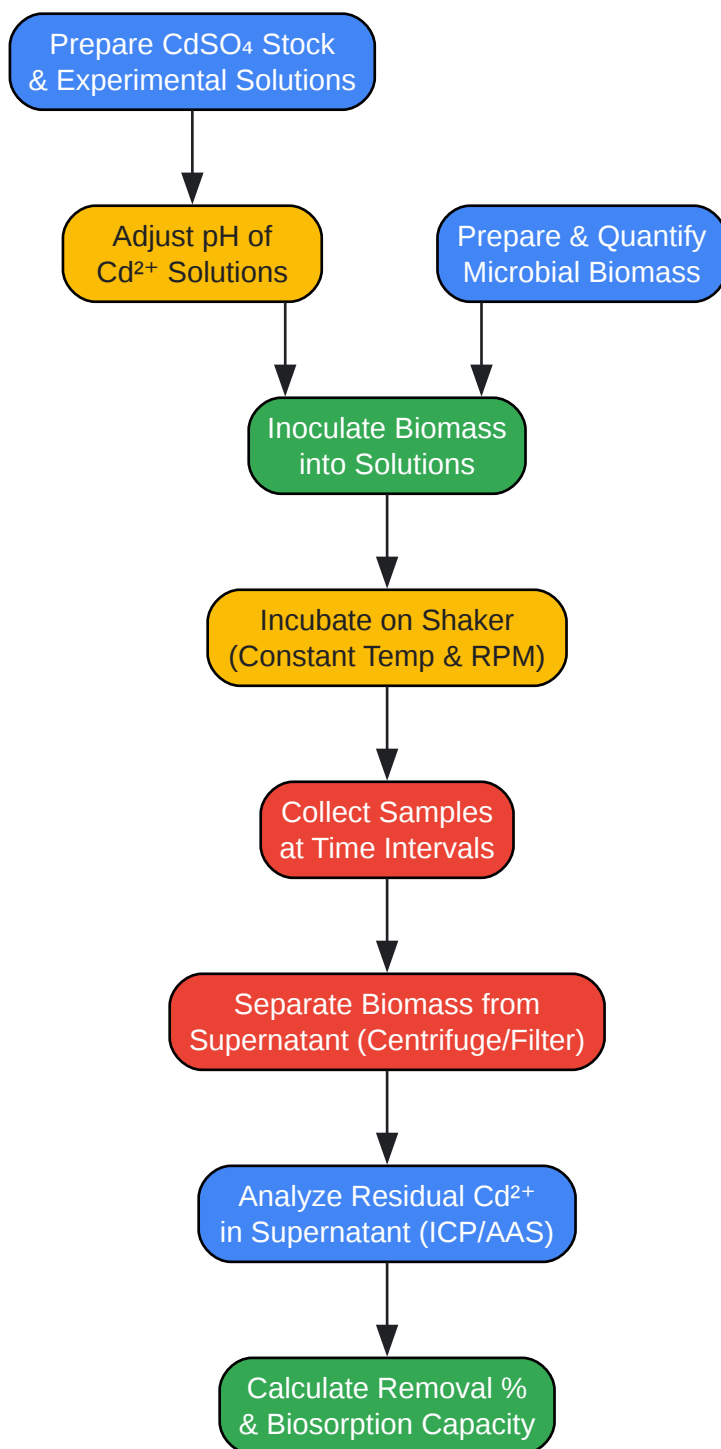 Prepare CdSO₄ Stock
& Experimental Solutions
Adjust pH of
Cd²⁺ Solutions
Prepare & Quantify
Microbial Biomass
Inoculate Biomass
into Solutions
Incubate on Shaker
(Constant Temp & RPM)
Collect Samples
at Time Intervals
Separate Biomass from
Supernatant (Centrifuge/Filter)
Analyze Residual Cd²⁺
in Supernatant (ICP/AAS)
Calculate Removal %
& Biosorption Capacity